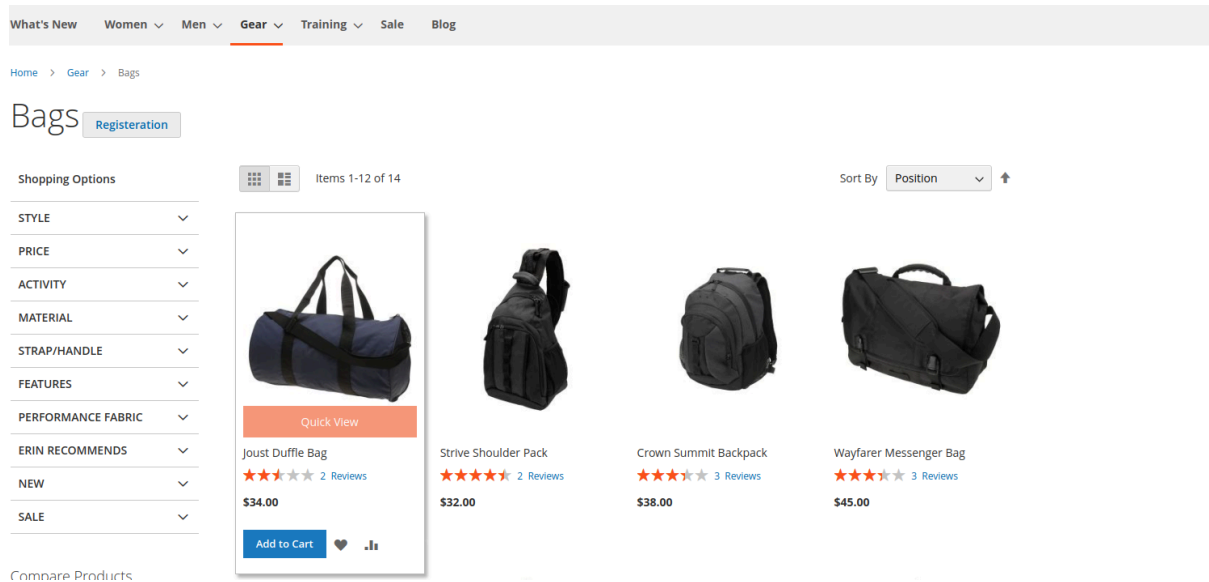 What's New Women Men Gear Training Sale Blog
Home > Gear > Bags
Bags Registeration
Shopping Options
Items 1-12 of 14
Sort By Position
STYLE
PRICE
ACTIVITY
MATERIAL
STRAP/HANDLE
FEATURES
PERFORMANCE FABRIC
ERIN RECOMMENDS
NEW
SALE
Quick View
Joust Duffle Bag
2 Reviews
$34.00
Add to Cart
Strive Shoulder Pack
2 Reviews
$32.00
Crown Summit Backpack
3 Reviews
$38.00
Wayfarer Messenger Bag
3 Reviews
$45.00
Compare Products